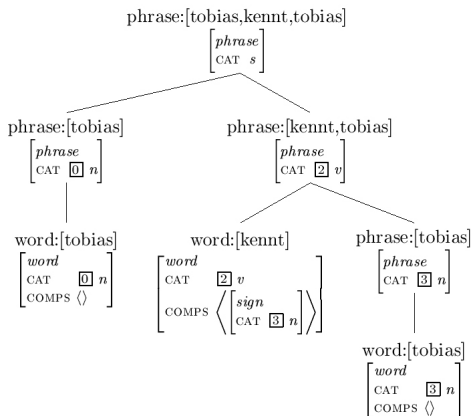 phrase:[tobias,kennt,tobias]
phrase
CAT s
phrase:[tobias] phrase:[kennt,tobias]
phrase phrase
CAT 0 n CAT 2 v
word:[tobias] word:[kennt] phrase:[tobias]
word word phrase
CAT 0 n CAT 2 v CAT 3 n
COMPS ⟨⟩ COMPS ⟨[sign CAT 3 n]⟩
word:[tobias]
word
CAT 3 n
COMPS ⟨⟩